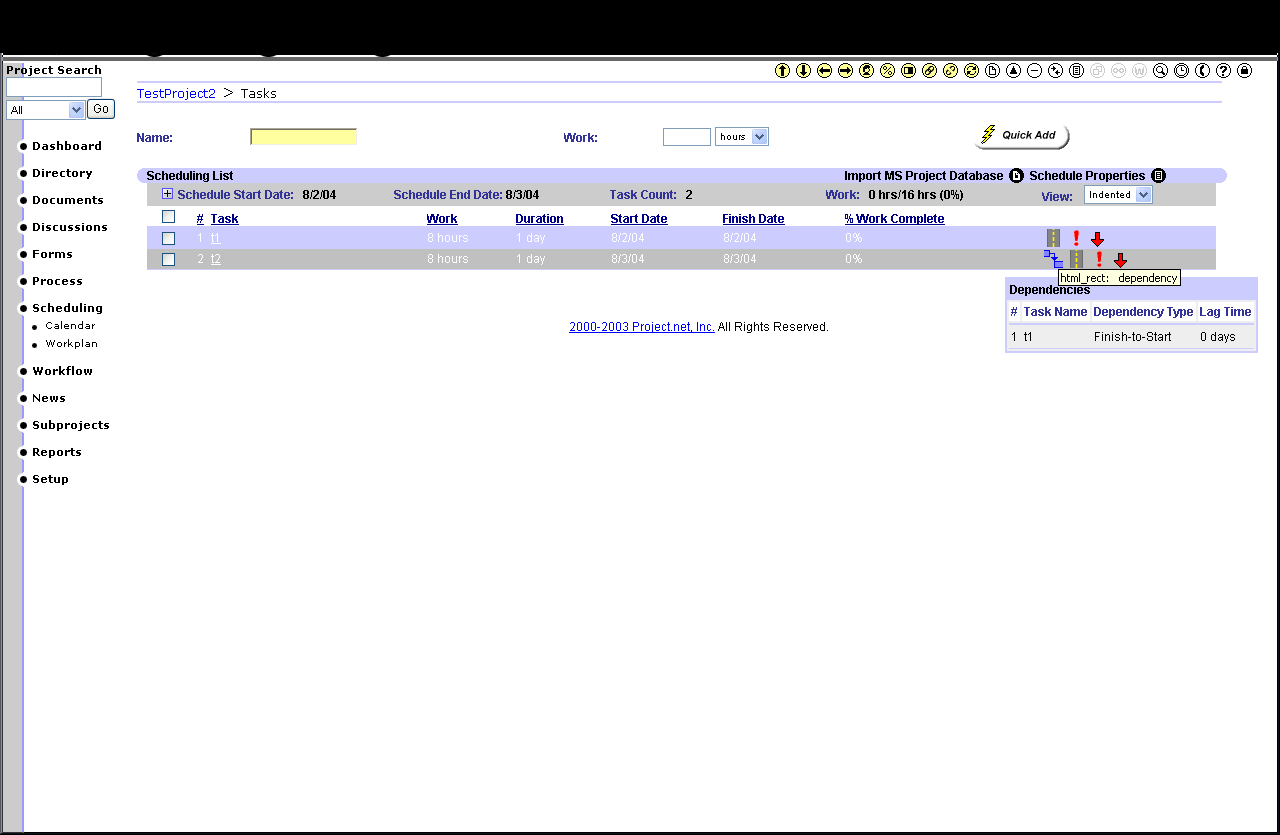 Project Search
All Go
TestProject2 > Tasks
Name: Work: hours Quick Add
Dashboard
Directory
Documents
Discussions
Forms
Process
Scheduling
Calendar
Workplan
Workflow
News
Subprojects
Reports
Setup
Scheduling List Import MS Project Database Schedule Properties
Schedule Start Date: 8/2/04 Schedule End Date: 8/3/04 Task Count: 2 Work: 0 hrs/16 hrs (0%) View: Indented
# Task Work Duration Start Date Finish Date % Work Complete
1 t1 8 hours 1 day 8/2/04 8/2/04 0%
2 t2 8 hours 1 day 8/3/04 8/3/04 0%
html_rect: dependency
Dependencies
# Task Name Dependency Type Lag Time
1 t1 Finish-to-Start 0 days
2000-2003 Project.net, Inc. All Rights Reserved.